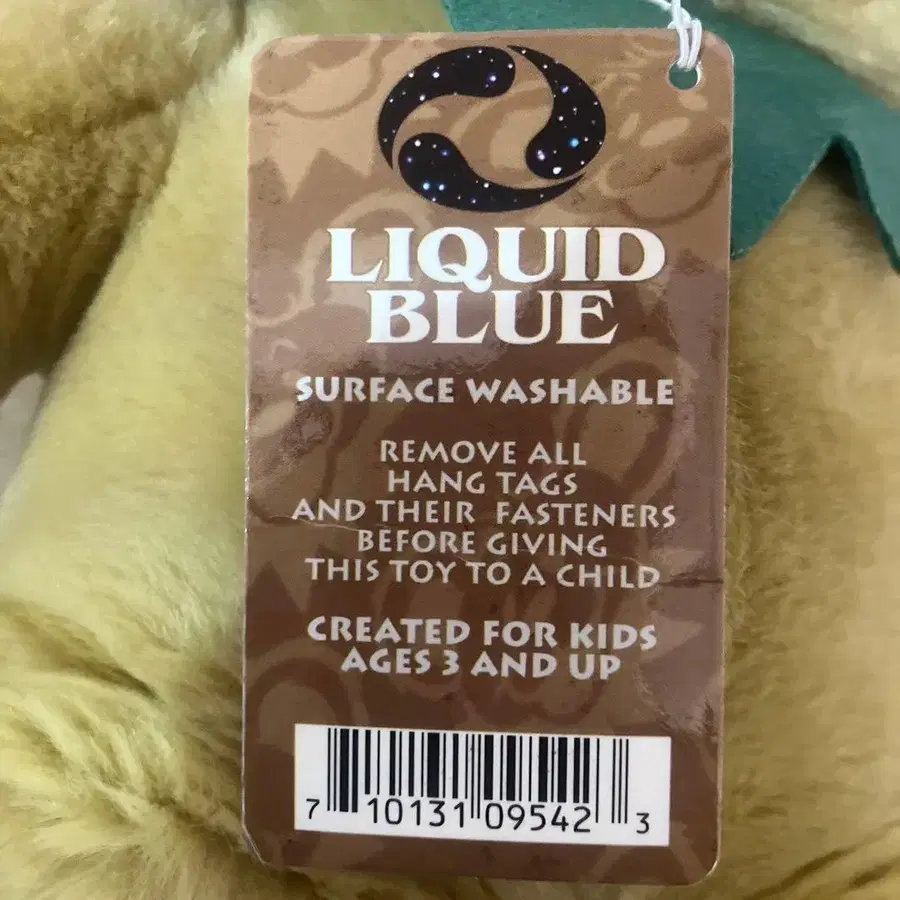 LIQUID
BLUE
SURFACE WASHABLE
REMOVE ALL
HANG TAGS
AND THEIR FASTENERS
BEFORE GIVING
THIS TOY TO A CHILD
CREATED FOR KIDS
AGES 3 AND UP
7 10131 09542 3